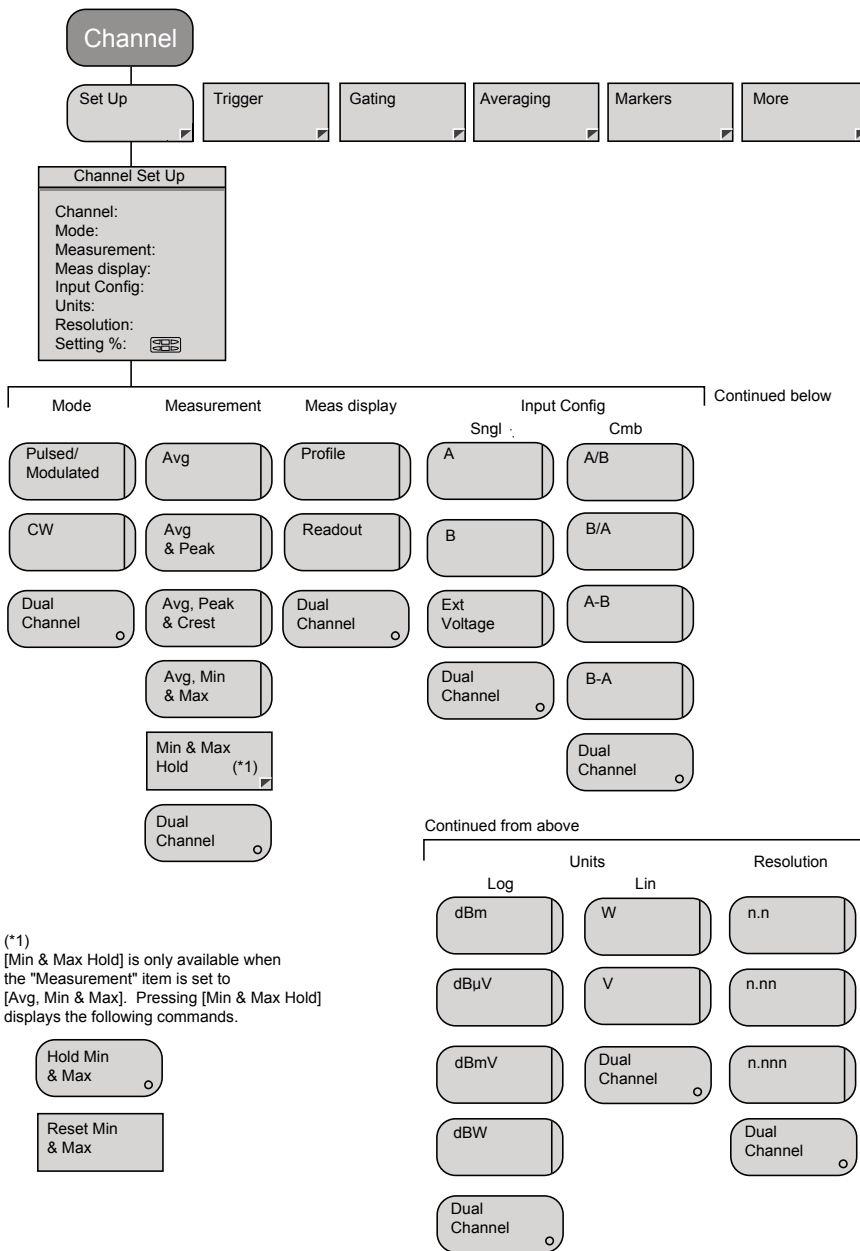 Channel
Set Up
Trigger
Gating
Averaging
Markers
More
Channel Set Up
Channel:
Mode:
Measurement:
Meas display:
Input Config:
Units:
Resolution:
Setting %:
Continued below
Mode
Measurement
Meas display
Input Config
Sngl
Cmb
Pulsed/
Modulated
CW
Dual
Channel
Avg
Avg
& Peak
Avg, Peak
& Crest
Avg, Min
& Max
Min & Max
Hold (*1)
Dual
Channel
Profile
Readout
Dual
Channel
A
B
Ext
Voltage
Dual
Channel
A/B
B/A
A-B
B-A
Dual
Channel
Continued from above
Units
Resolution
Log
Lin
dBm
dBµV
dBmV
dBW
Dual
Channel
W
V
Dual
Channel
n.n
n.nn
n.nnn
Dual
Channel
(*1)
[Min & Max Hold] is only available when
the "Measurement" item is set to
[Avg, Min & Max]. Pressing [Min & Max Hold]
displays the following commands.
Hold Min
& Max
Reset Min
& Max